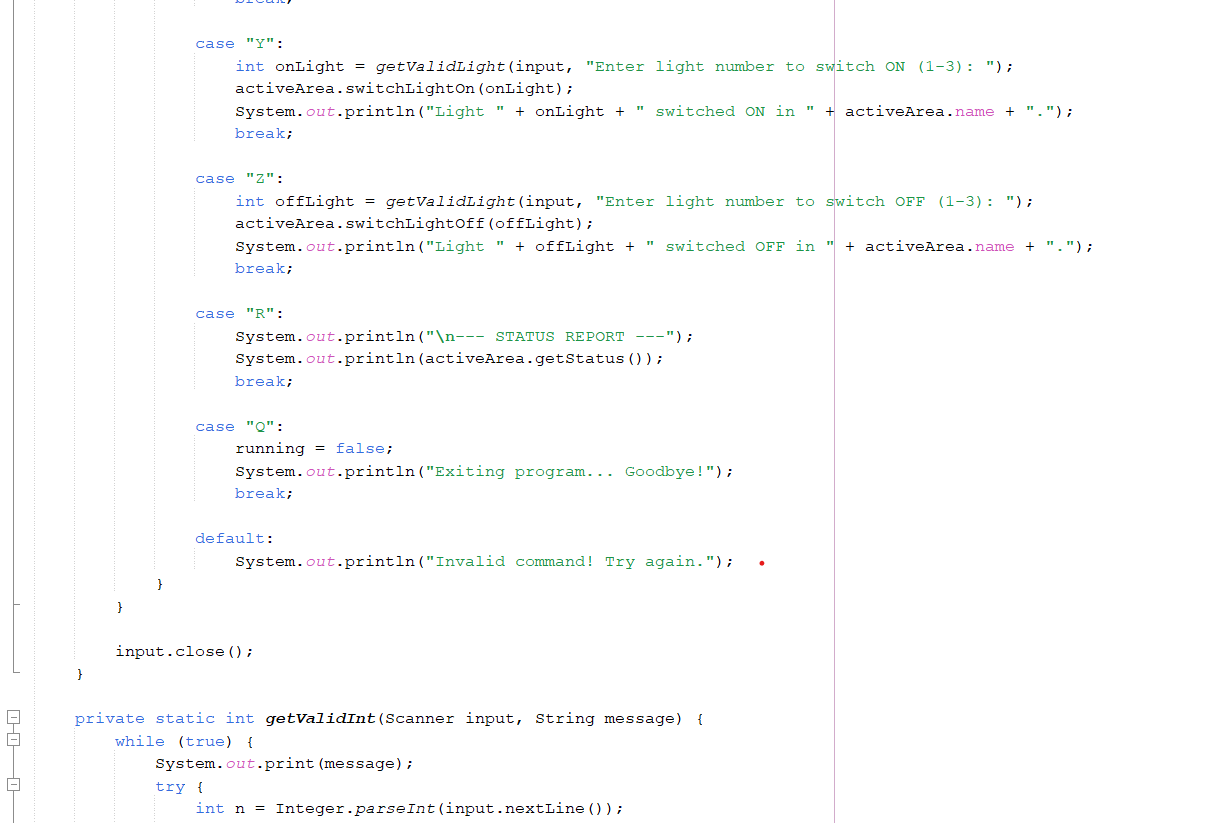 break;
case "Y":
int onLight = getValidLight(input, "Enter light number to switch ON (1-3): ");
activeArea.switchLightOn(onLight);
System.out.println("Light " + onLight + " switched ON in " + activeArea.name + ".");
break;
case "Z":
int offLight = getValidLight(input, "Enter light number to switch OFF (1-3): ");
activeArea.switchLightOff(offLight);
System.out.println("Light " + offLight + " switched OFF in " + activeArea.name + ".");
break;
case "R":
System.out.println("\n--- STATUS REPORT ---");
System.out.println(activeArea.getStatus());
break;
case "Q":
running = false;
System.out.println("Exiting program... Goodbye!");
break;
default:
System.out.println("Invalid command! Try again.");
}
}
input.close();
}
private static int getValidInt(Scanner input, String message) {
while (true) {
System.out.print(message);
try {
int n = Integer.parseInt(input.nextLine());